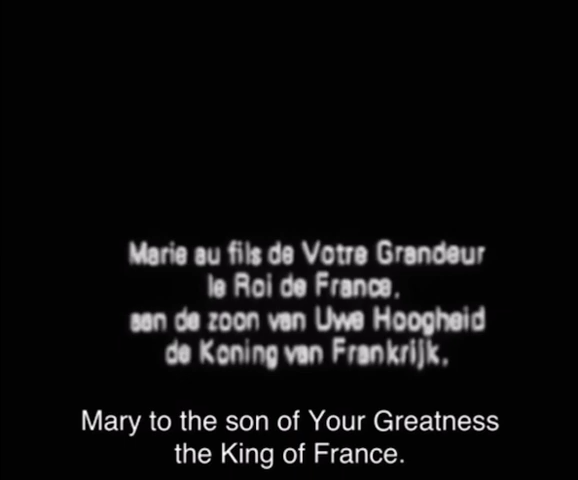 Marie au fils de Votre Grandeur
le Roi de France.
aan de zoon van Uwe Hoogheid
de Koning van Frankrijk.
Mary to the son of Your Greatness
the King of France.